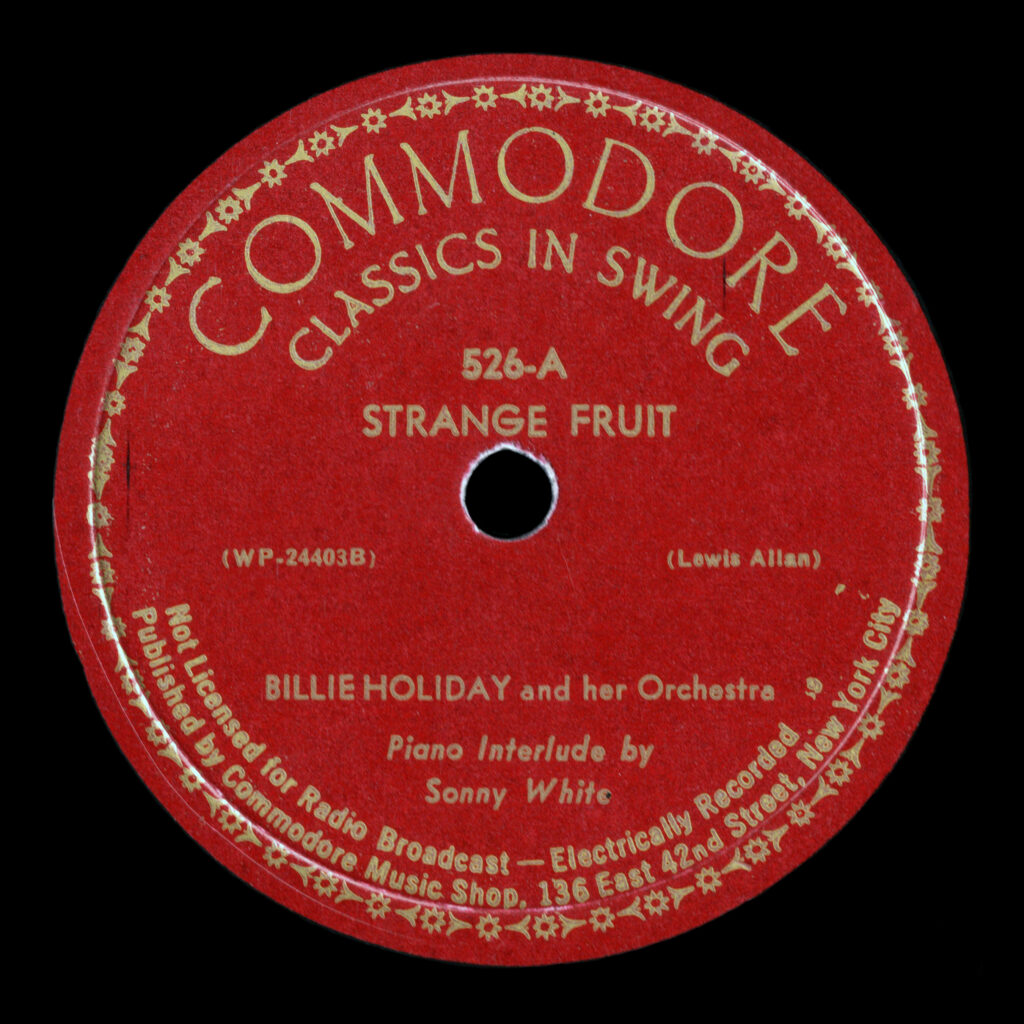 COMMODORE
CLASSICS IN SWING
526-A
STRANGE FRUIT
(WP-24403B)
(Lewis Allan)
BILLIE HOLIDAY and her Orchestra
Piano Interlude by
Sonny White
Not Licensed for Radio Broadcast — Electrically Recorded
Published by Commodore Music Shop, 136 East 42nd Street, New York City